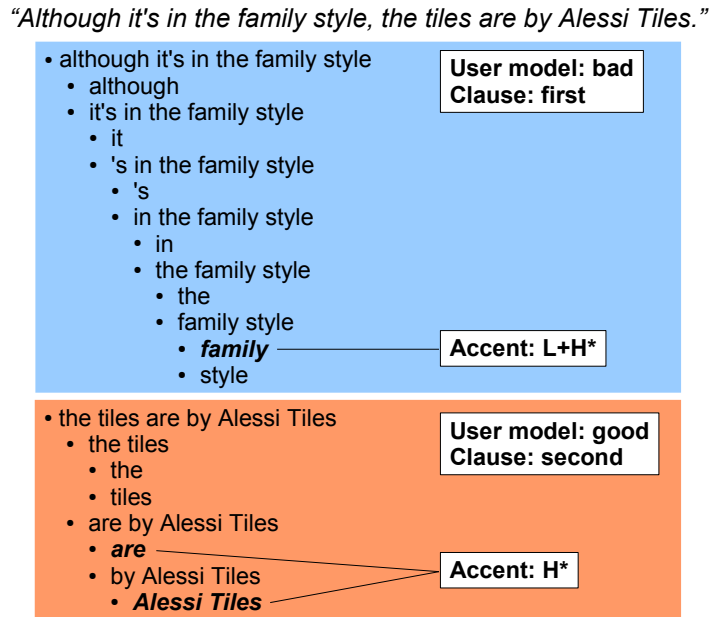 “Although it's in the family style, the tiles are by Alessi Tiles.”
• although it's in the family style
• although
• it's in the family style
• it
• 's in the family style
• 's
• in the family style
• in
• the family style
• the
• family style
• family
• style
User model: bad
Clause: first
Accent: L+H*
• the tiles are by Alessi Tiles
• the tiles
• the
• tiles
• are by Alessi Tiles
• are
• by Alessi Tiles
• Alessi Tiles
User model: good
Clause: second
Accent: H*